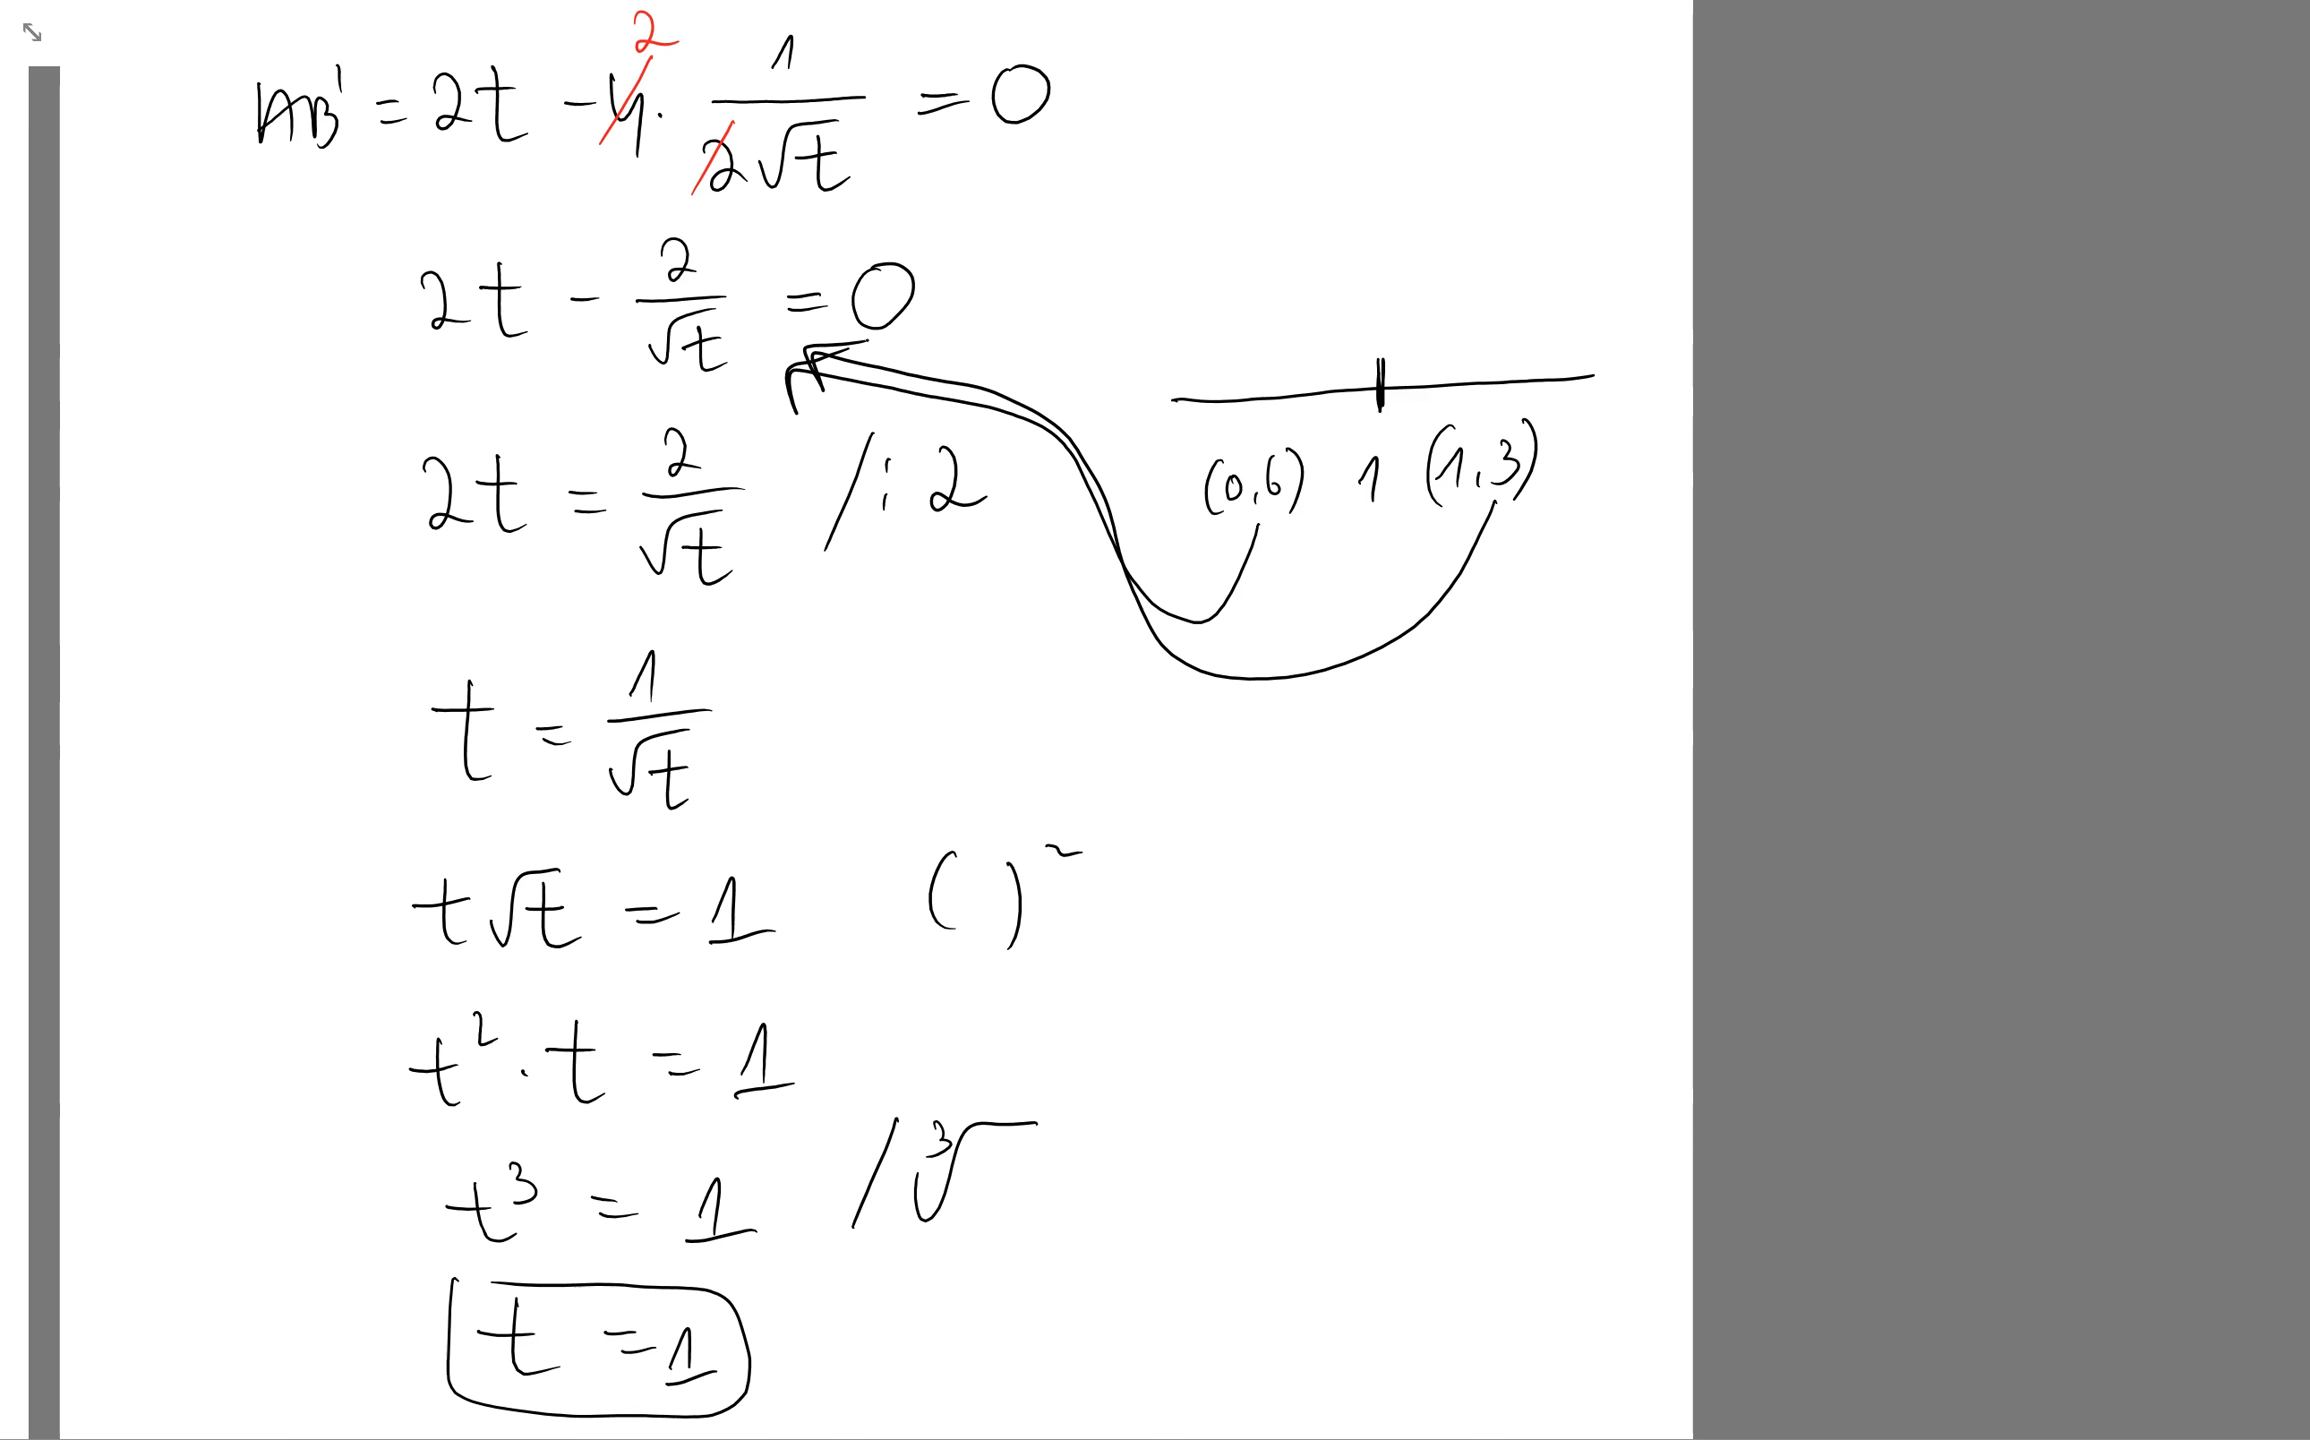 m₃' = 2t - 4 · 1/(2√t) = 0
2
2t - 2/√t = 0
2t = 2/√t /:2
(0,6) 1 (1,3)
t = 1/√t
t√t = 1 ( )²
t² · t = 1
t³ = 1 /∛
t = 1